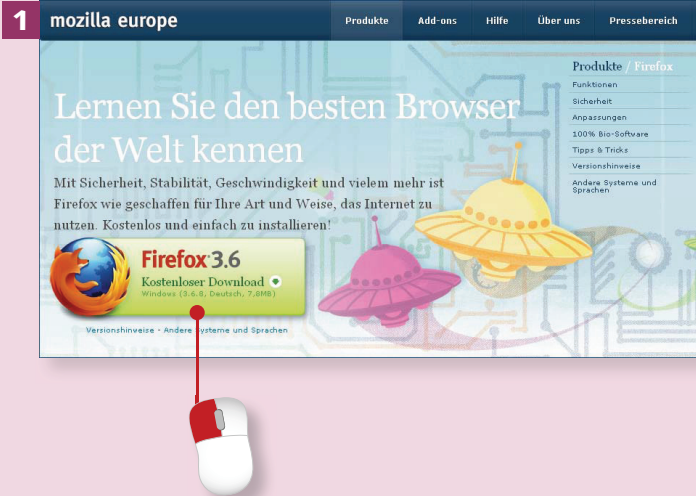 1
mozilla europe
Produkte Add-ons Hilfe Über uns Pressebereich
Produkte / Firefox
Funktionen
Sicherheit
Anpassungen
100% Bio-Software
Tipps & Tricks
Versionshinweise
Andere Systeme und
Sprachen
Lernen Sie den besten Browser
der Welt kennen
Mit Sicherheit, Stabilität, Geschwindigkeit und vielem mehr ist
Firefox wie geschaffen für Ihre Art und Weise, das Internet zu
nutzen. Kostenlos und einfach zu installieren!
Firefox 3.6
Kostenloser Download
Windows (3.6.8, Deutsch, 7,8MB)
Versionshinweise - Andere Systeme und Sprachen